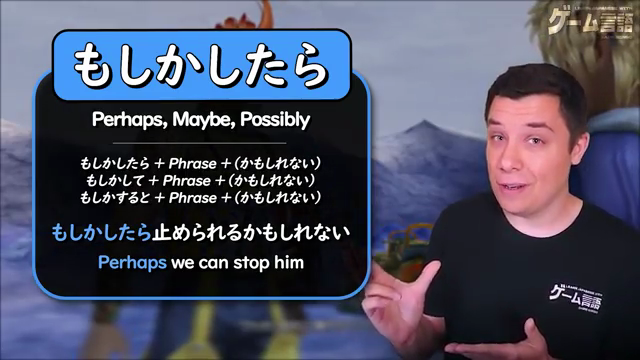 もしかしたら
Perhaps, Maybe, Possibly
もしかしたら + Phrase + (かもしれない)
もしかして + Phrase + (かもしれない)
もしかすると + Phrase + (かもしれない)
もしかしたら止められるかもしれない
Perhaps we can stop him
ゲーム言語
ゲーム言語